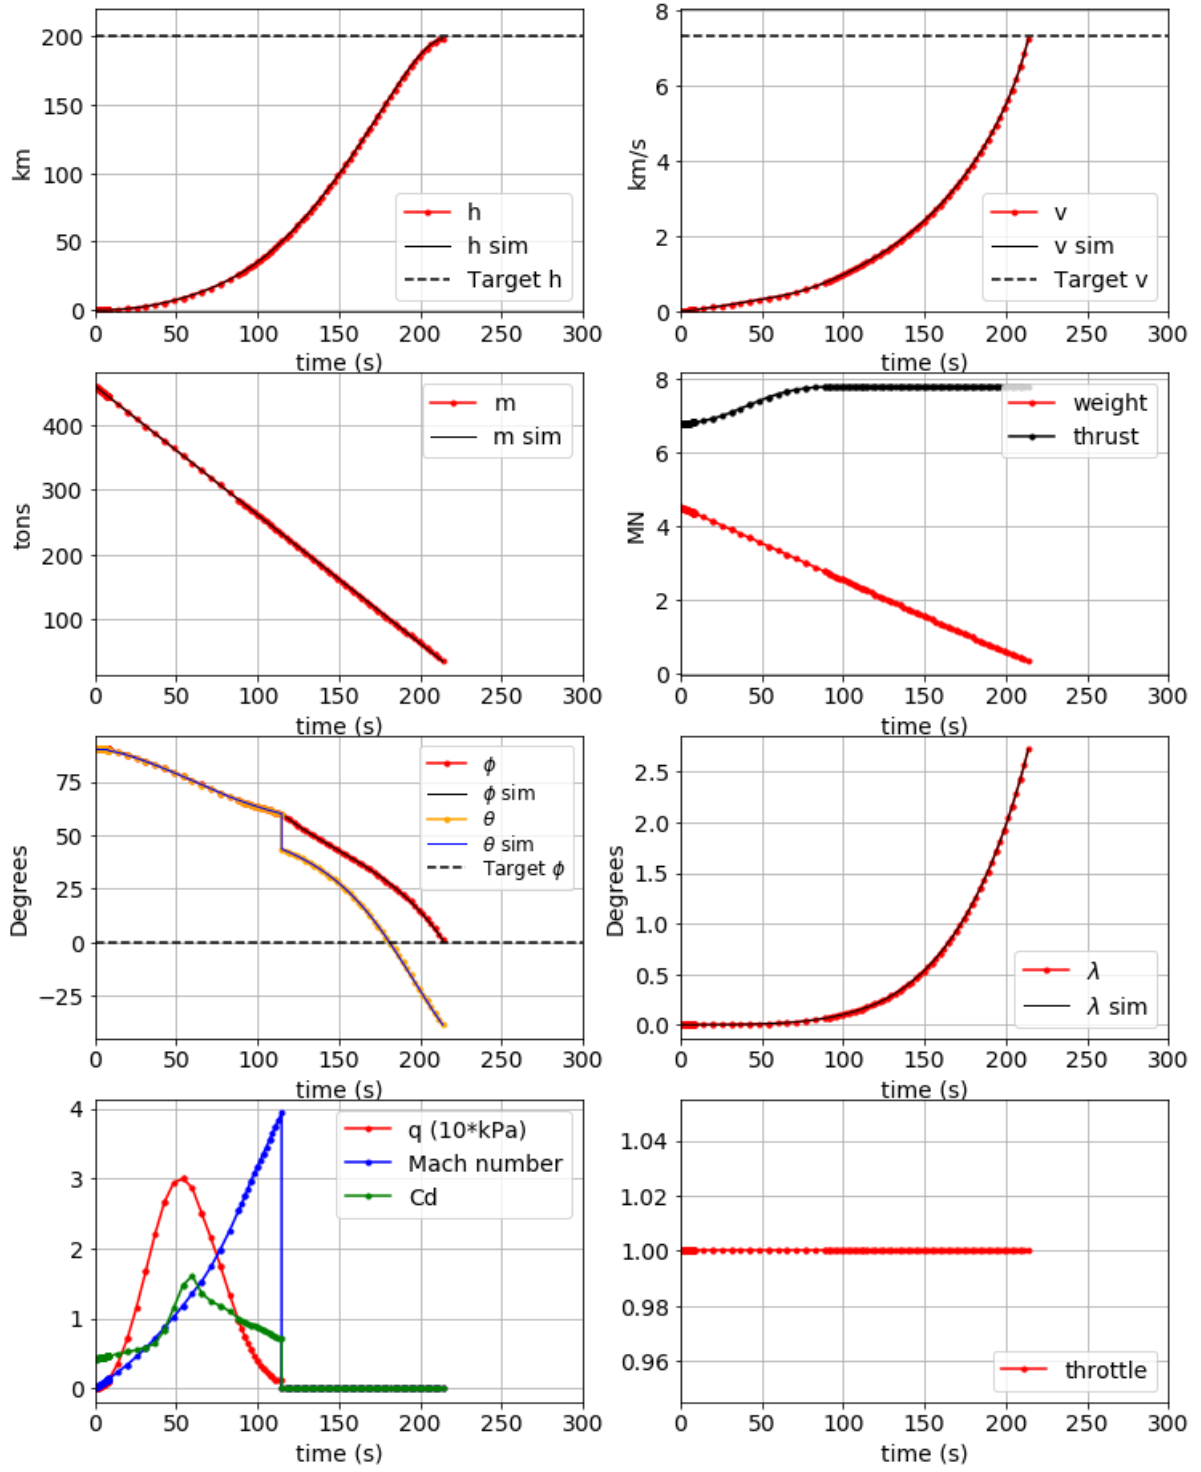 200
150
100
50
0
km
0 50 100 150 200 250 300
time (s)
h
h sim
Target h
8
6
4
2
0
km/s
0 50 100 150 200 250 300
time (s)
v
v sim
Target v
400
300
200
100
tons
0 50 100 150 200 250 300
time (s)
m
m sim
8
6
4
2
0
MN
0 50 100 150 200 250 300
time (s)
weight
thrust
75
50
25
0
−25
Degrees
0 50 100 150 200 250 300
time (s)
ϕ
ϕ sim
θ
θ sim
Target ϕ
2.5
2.0
1.5
1.0
0.5
0.0
Degrees
0 50 100 150 200 250 300
time (s)
λ
λ sim
4
3
2
1
0
0 50 100 150 200 250 300
time (s)
q (10*kPa)
Mach number
Cd
1.04
1.02
1.00
0.98
0.96
0 50 100 150 200 250 300
time (s)
throttle